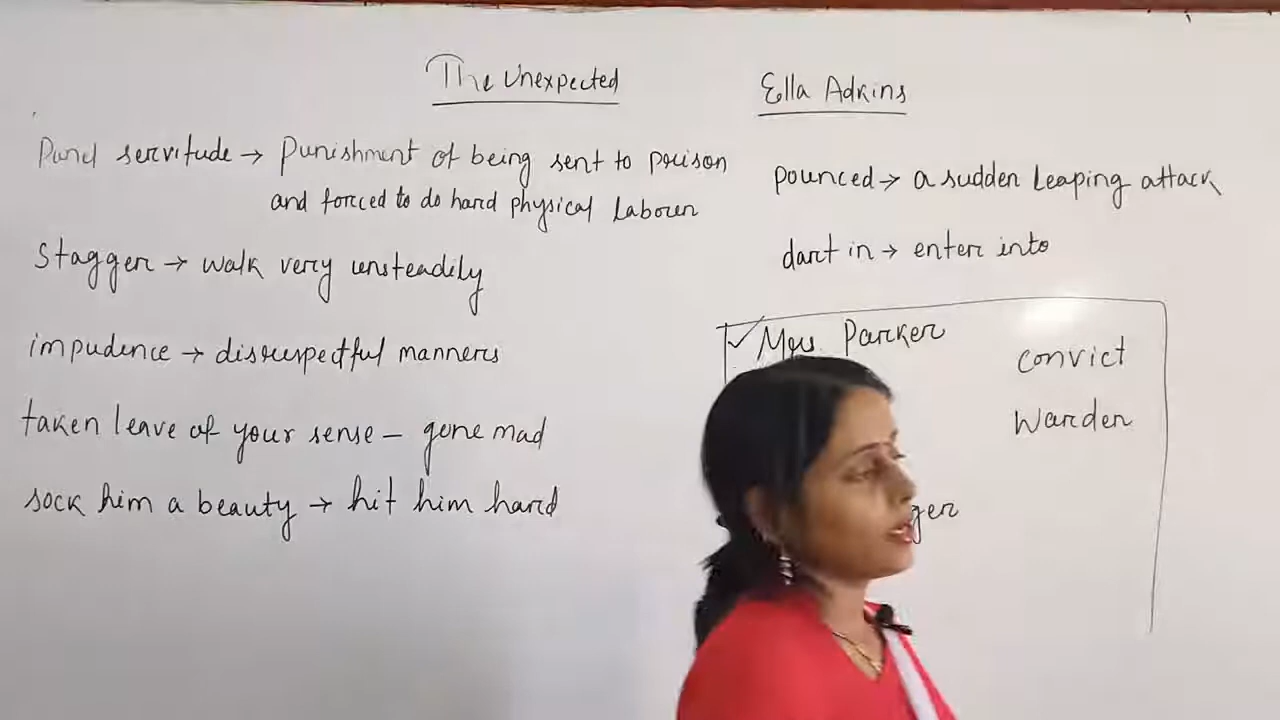 The Unexpected
Ella Adkins
servitude → Punishment of being sent to prison
and forced to do hard physical labour
Stagger → walk very unsteadily
impudence → disrespectful manners
taken leave of your sense – gone mad
sock him a beauty → hit him hard
pounced → a sudden leaping attack
dart in → enter into
✓ Mrs. Parker
convict
Warden
ger